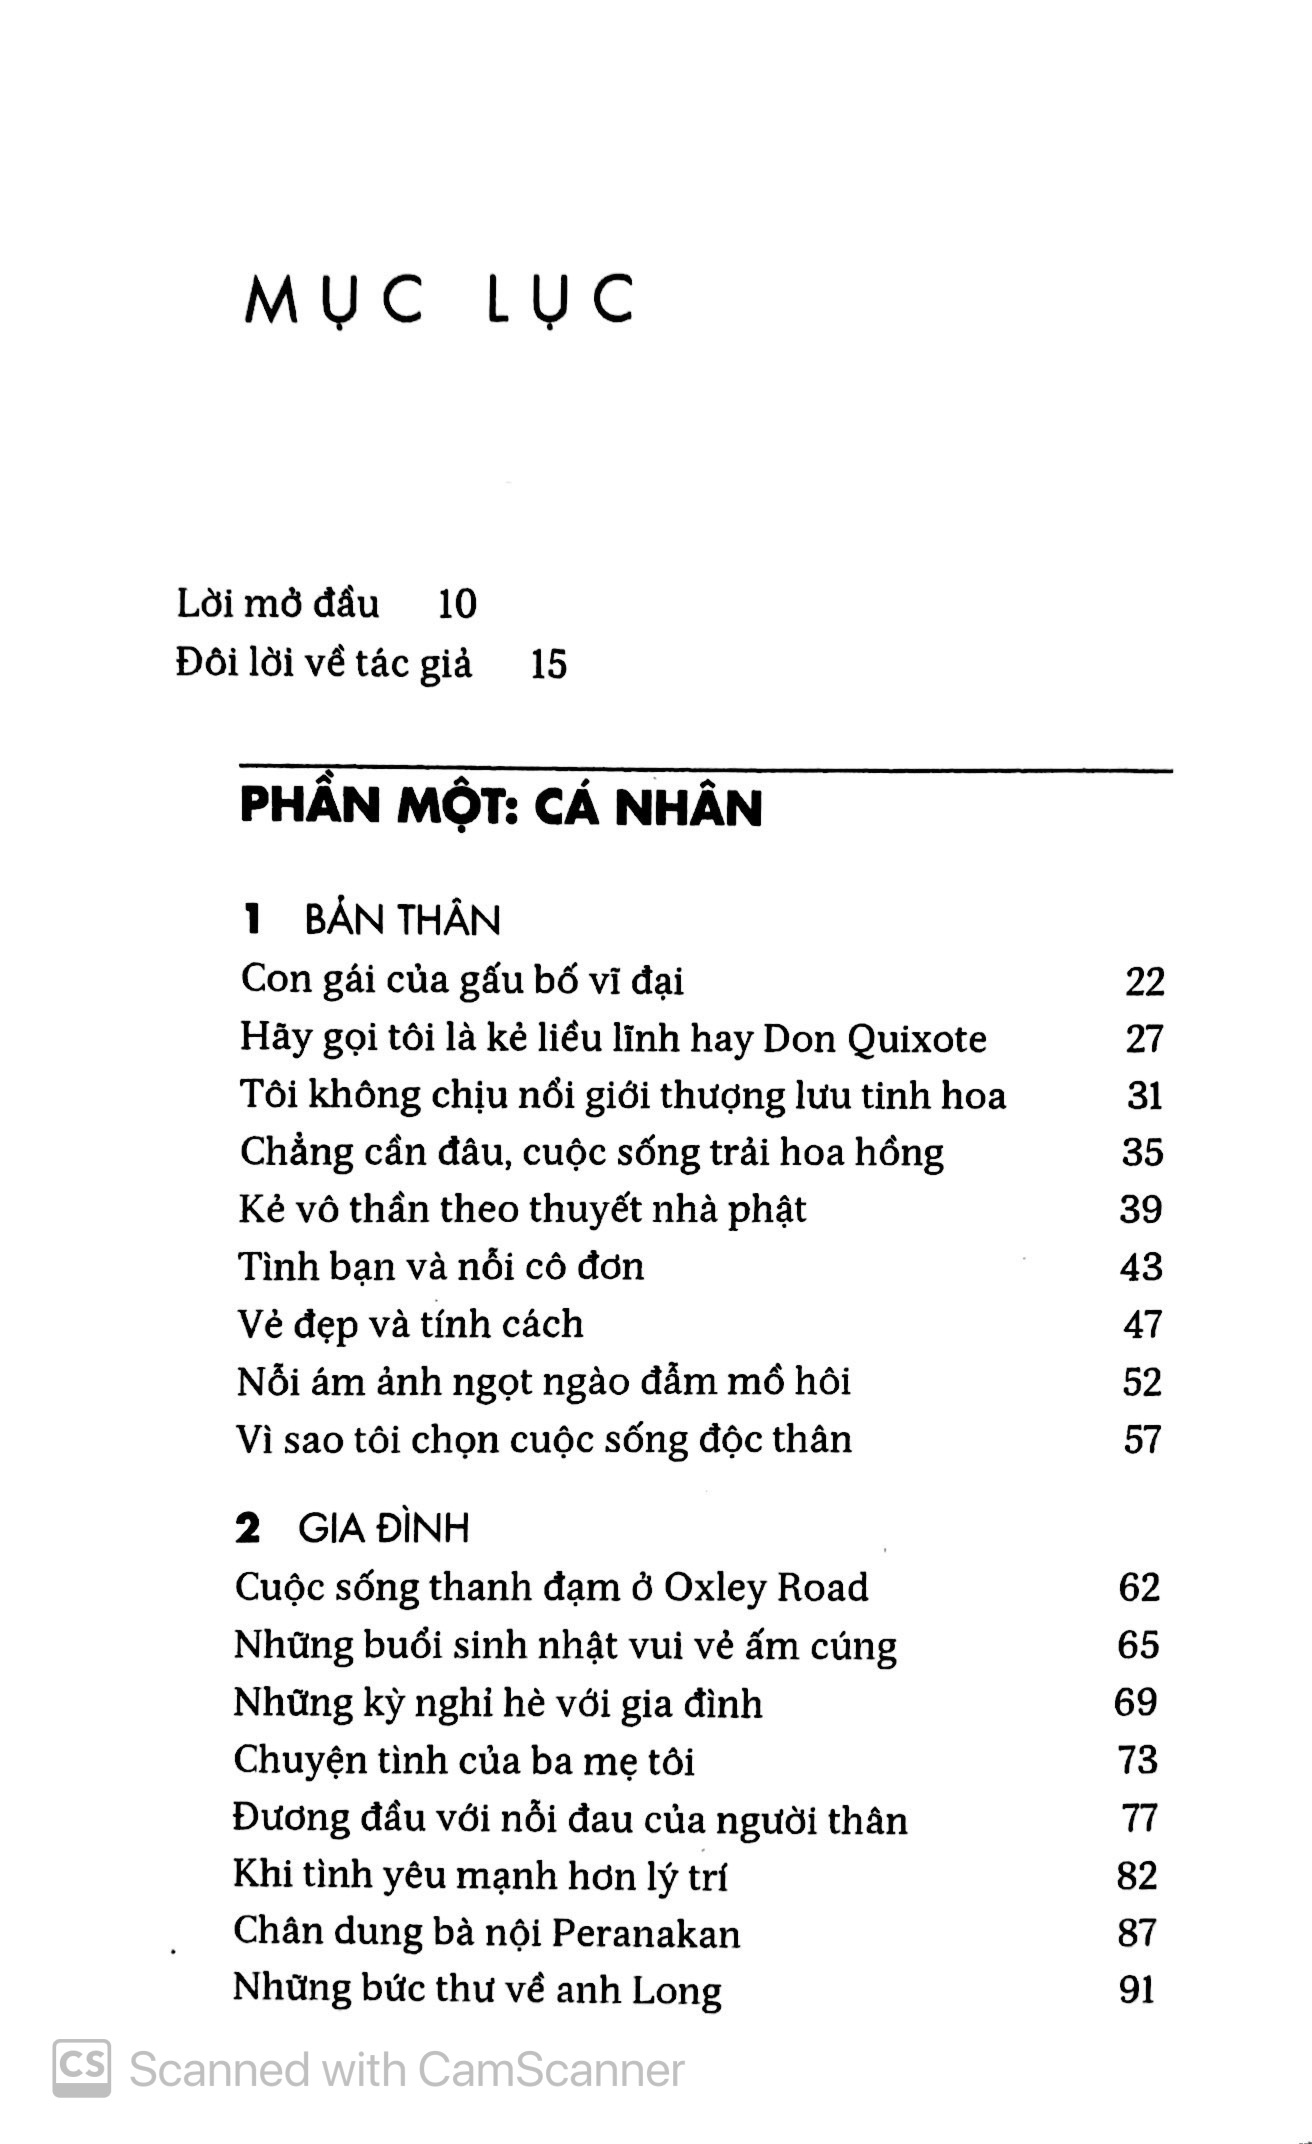 MỤC LỤC
Lời mở đầu 10
Đôi lời về tác giả 15
PHẦN MỘT: CÁ NHÂN
1 BẢN THÂN
Con gái của gấu bố vĩ đại 22
Hãy gọi tôi là kẻ liều lĩnh hay Don Quixote 27
Tôi không chịu nổi giới thượng lưu tinh hoa 31
Chẳng cần đâu, cuộc sống trải hoa hồng 35
Kẻ vô thần theo thuyết nhà phật 39
Tình bạn và nỗi cô đơn 43
Vẻ đẹp và tính cách 47
Nỗi ám ảnh ngọt ngào đẫm mồ hôi 52
Vì sao tôi chọn cuộc sống độc thân 57
2 GIA ĐÌNH
Cuộc sống thanh đạm ở Oxley Road 62
Những buổi sinh nhật vui vẻ ấm cúng 65
Những kỳ nghỉ hè với gia đình 69
Chuyện tình của ba mẹ tôi 73
Đương đầu với nỗi đau của người thân 77
Khi tình yêu mạnh hơn lý trí 82
Chân dung bà nội Peranakan 87
Những bức thư về anh Long 91
CS Scanned with CamScanner